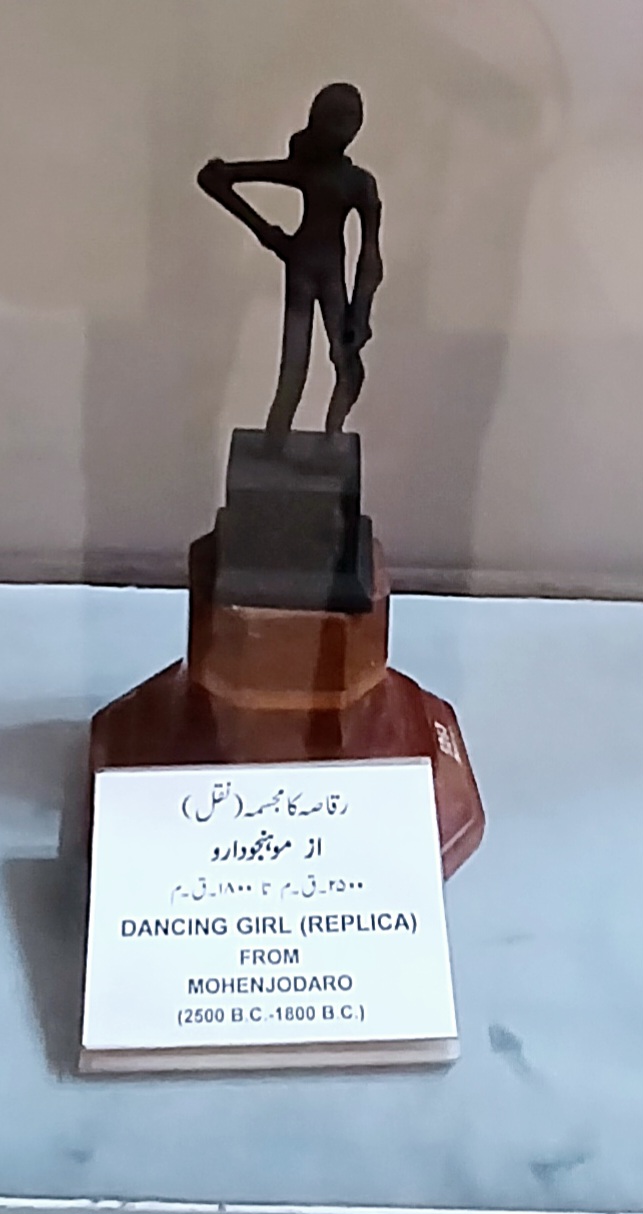 رقاصہ کا مجسمہ (نقل)
از موہنجودارو
۲۵۰۰-ق-م تا ۱۸۰۰-ق-م
DANCING GIRL (REPLICA)
FROM
MOHENJODARO
(2500 B.C.-1800 B.C.)